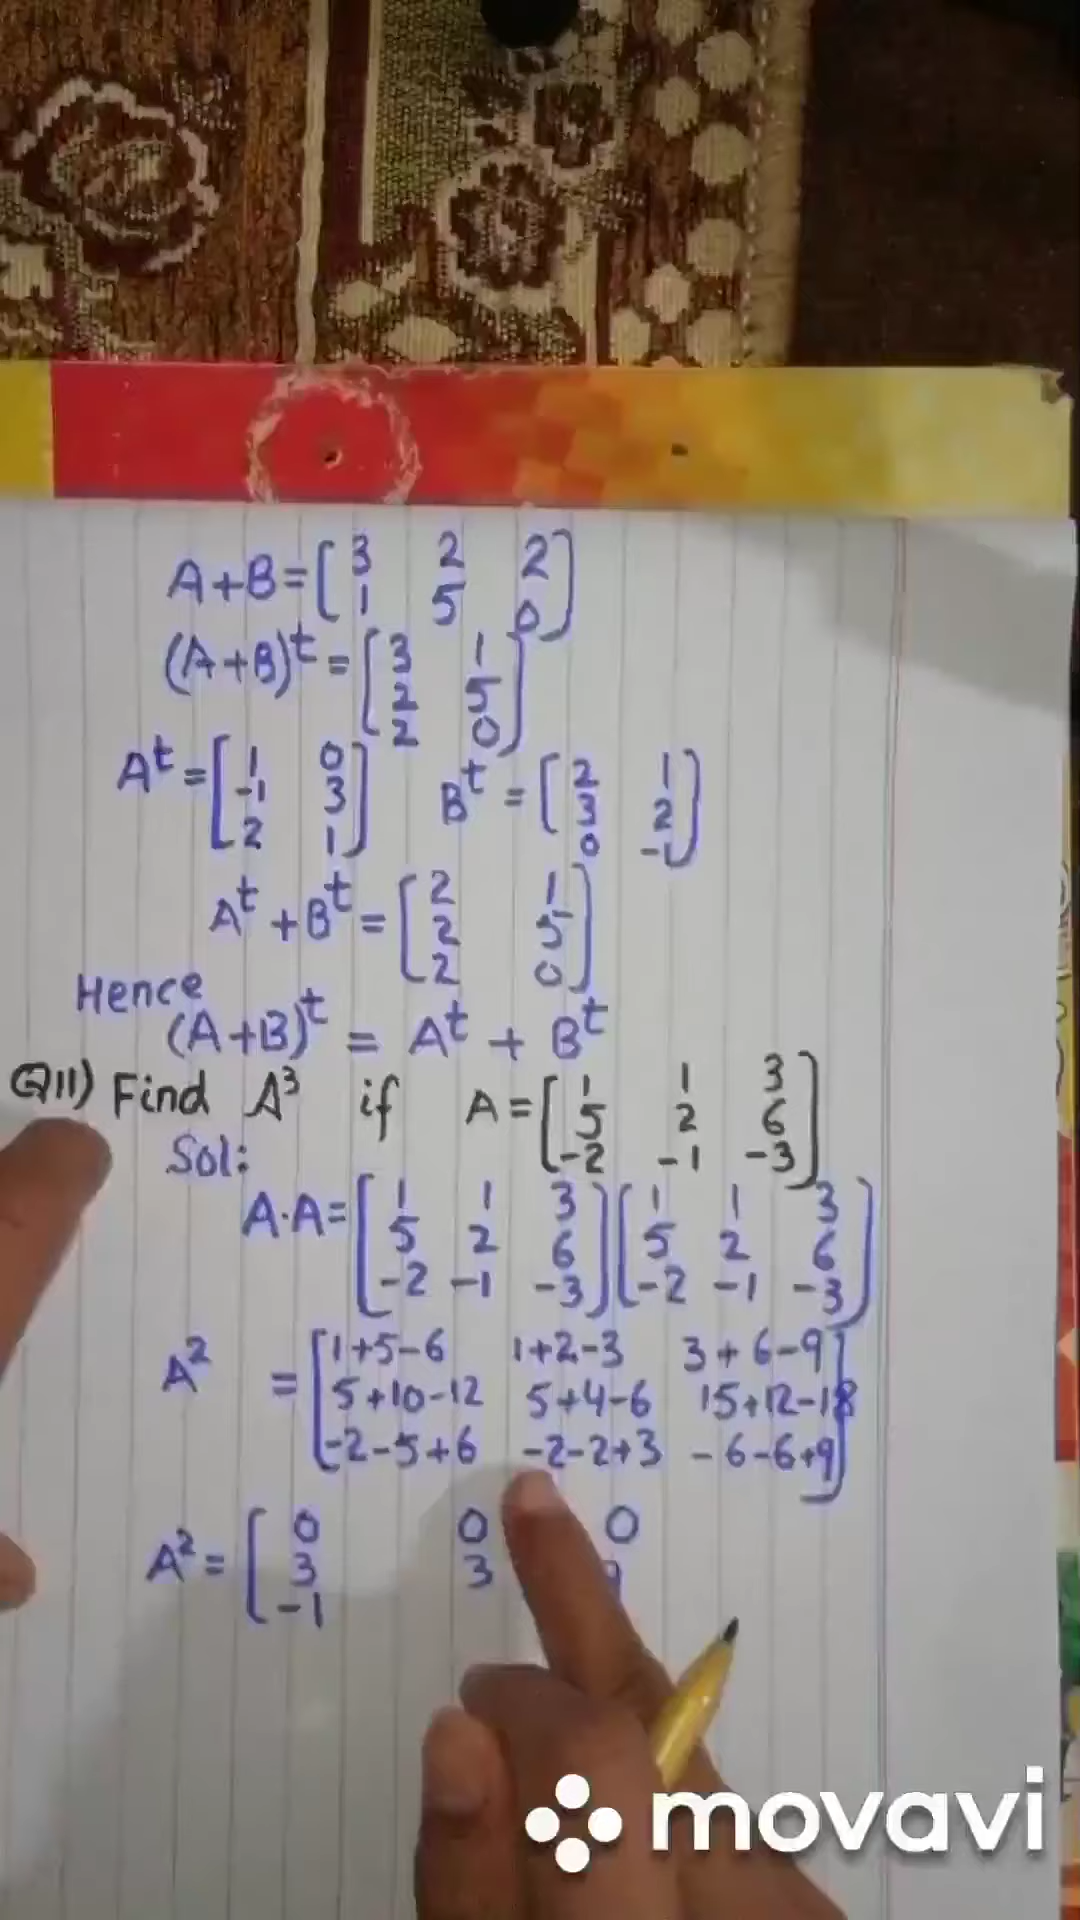 A+B=[3 2 2
1 5 0]
(A+B)^t=[3 1
2 5
2 0]
A^t=[1 0
-1 3
2 1]
B^t=[2 1
3 2
0 -1]
A^t+B^t=[2 1
2 5
2 0]
Hence
(A+B)^t = A^t + B^t
Q11) Find A^3 if A=[1 1 3
5 2 6
-2 -1 -3]
Sol:
A.A=[1 1 3][1 1 3
5 2 6 5 2 6
-2 -1 -3 -2 -1 -3]
A^2 =[1+5-6 1+2-3 3+6-9
5+10-12 5+4-6 15+12-18
-2-5+6 -2-2+3 -6-6+9]
A^2=[0 0 0
3 3 9
-1
movavi